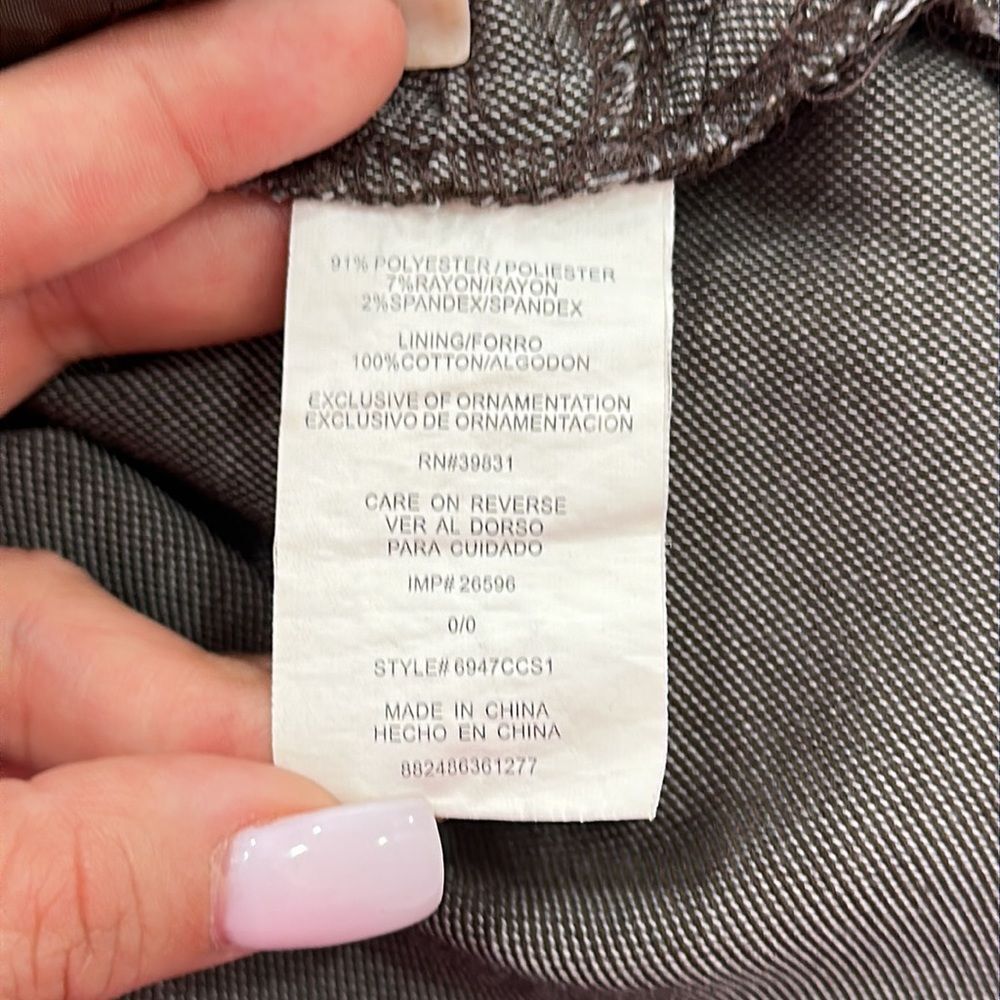 91% POLYESTER/POLIESTER
7%RAYON/RAYON
2%SPANDEX/SPANDEX
LINING/FORRO
100%COTTON/ALGODON
EXCLUSIVE OF ORNAMENTATION
EXCLUSIVO DE ORNAMENTACION
RN#39831
CARE ON REVERSE
VER AL DORSO
PARA CUIDADO
IMP# 26596
0/0
STYLE# 6947CCS1
MADE IN CHINA
HECHO EN CHINA
882486361277